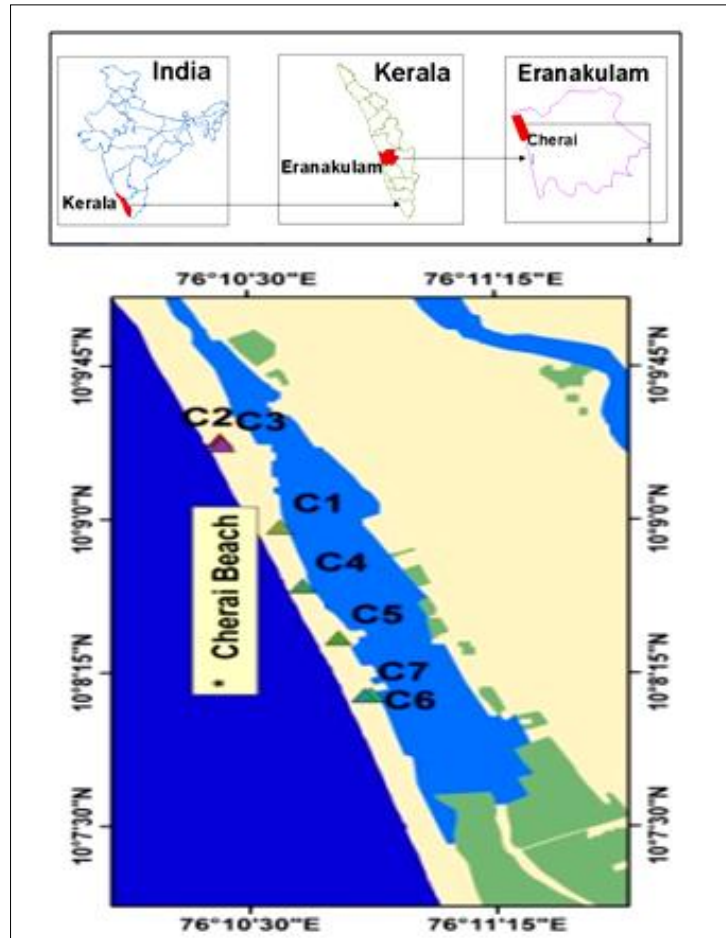 India
Kerala
Kerala
Eranakulam
Eranakulam
Cherai
76°10'30"E
76°11'15"E
10°9'45"N
10°9'45"N
C2
C3
C1
10°9'0"N
10°9'0"N
C4
* Cherai Beach
C5
C7
10°8'15"N
10°8'15"N
C6
10°7'30"N
10°7'30"N
76°10'30"E
76°11'15"E